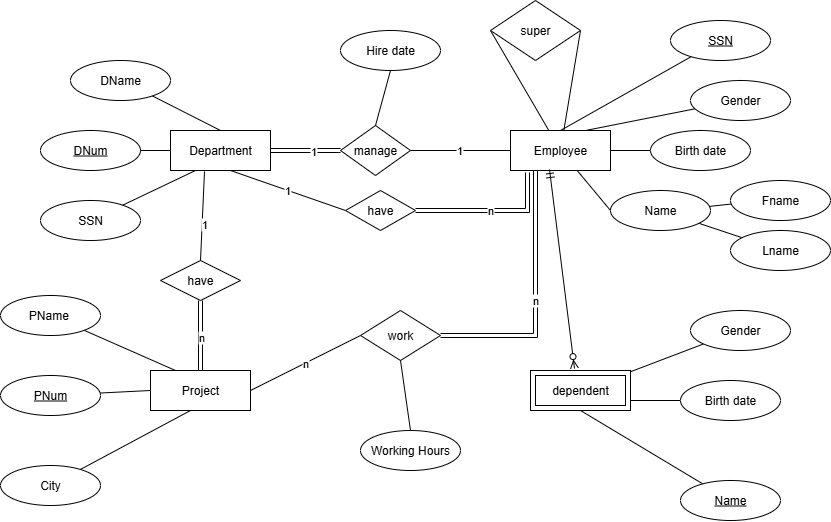 super
Hire date
SSN
DName
Gender
DNum
Department
1
manage
1
Employee
Birth date
SSN
1
have
n
Name
Fname
Lname
1
have
n
PName
n
work
Gender
n
PNum
Project
dependent
Birth date
Working Hours
City
Name